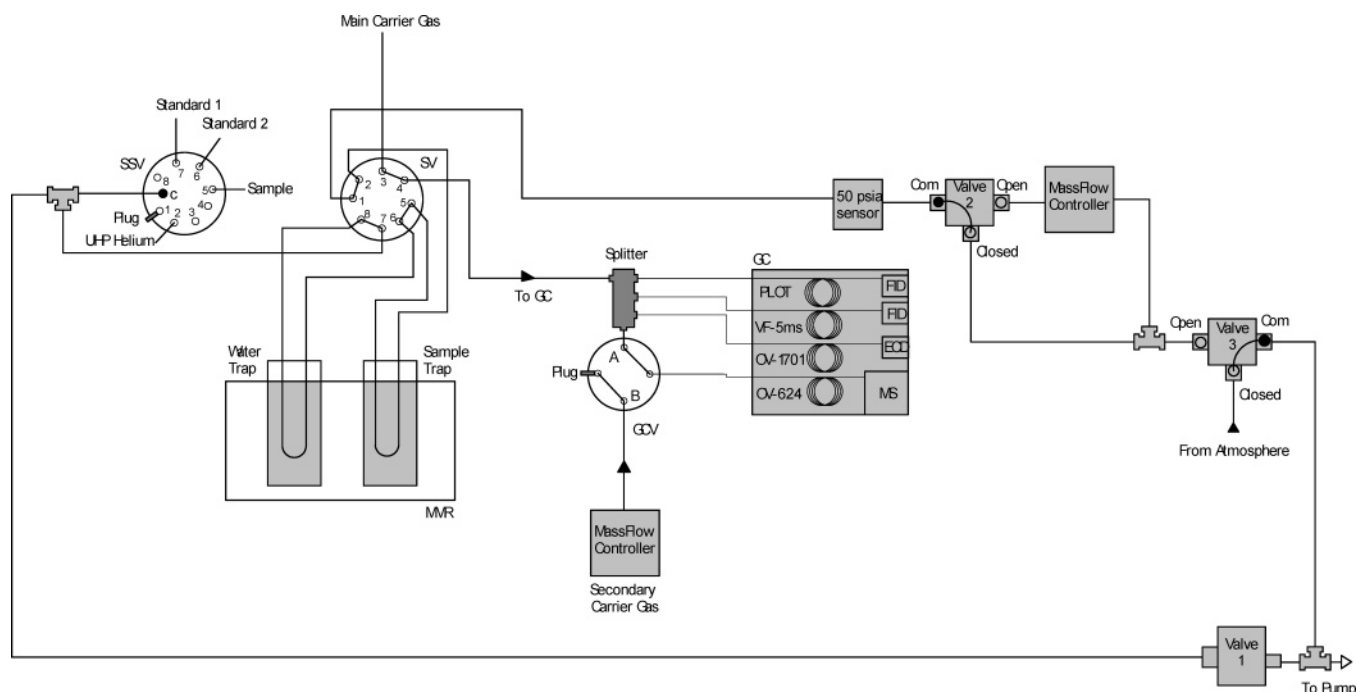 Main Carrier Gas
Standard 1
Standard 2
SSV
7
6
8
5
Sample
C
4
1
2
3
Plug
UHP Helium
SV
2
3
4
1
5
8
7
6
50 psia
sensor
Com
Valve
2
Open
Closed
MassFlow
Controller
To GC
Splitter
GC
PLOT
FID
VF-5ms
FID
OV-1701
ECD
OV-624
MS
Water
Trap
Sample
Trap
MMR
Plug
A
B
GCV
Open
Valve
3
Com
Closed
From Atmosphere
MassFlow
Controller
Secondary
Carrier Gas
Valve
1
To Pump